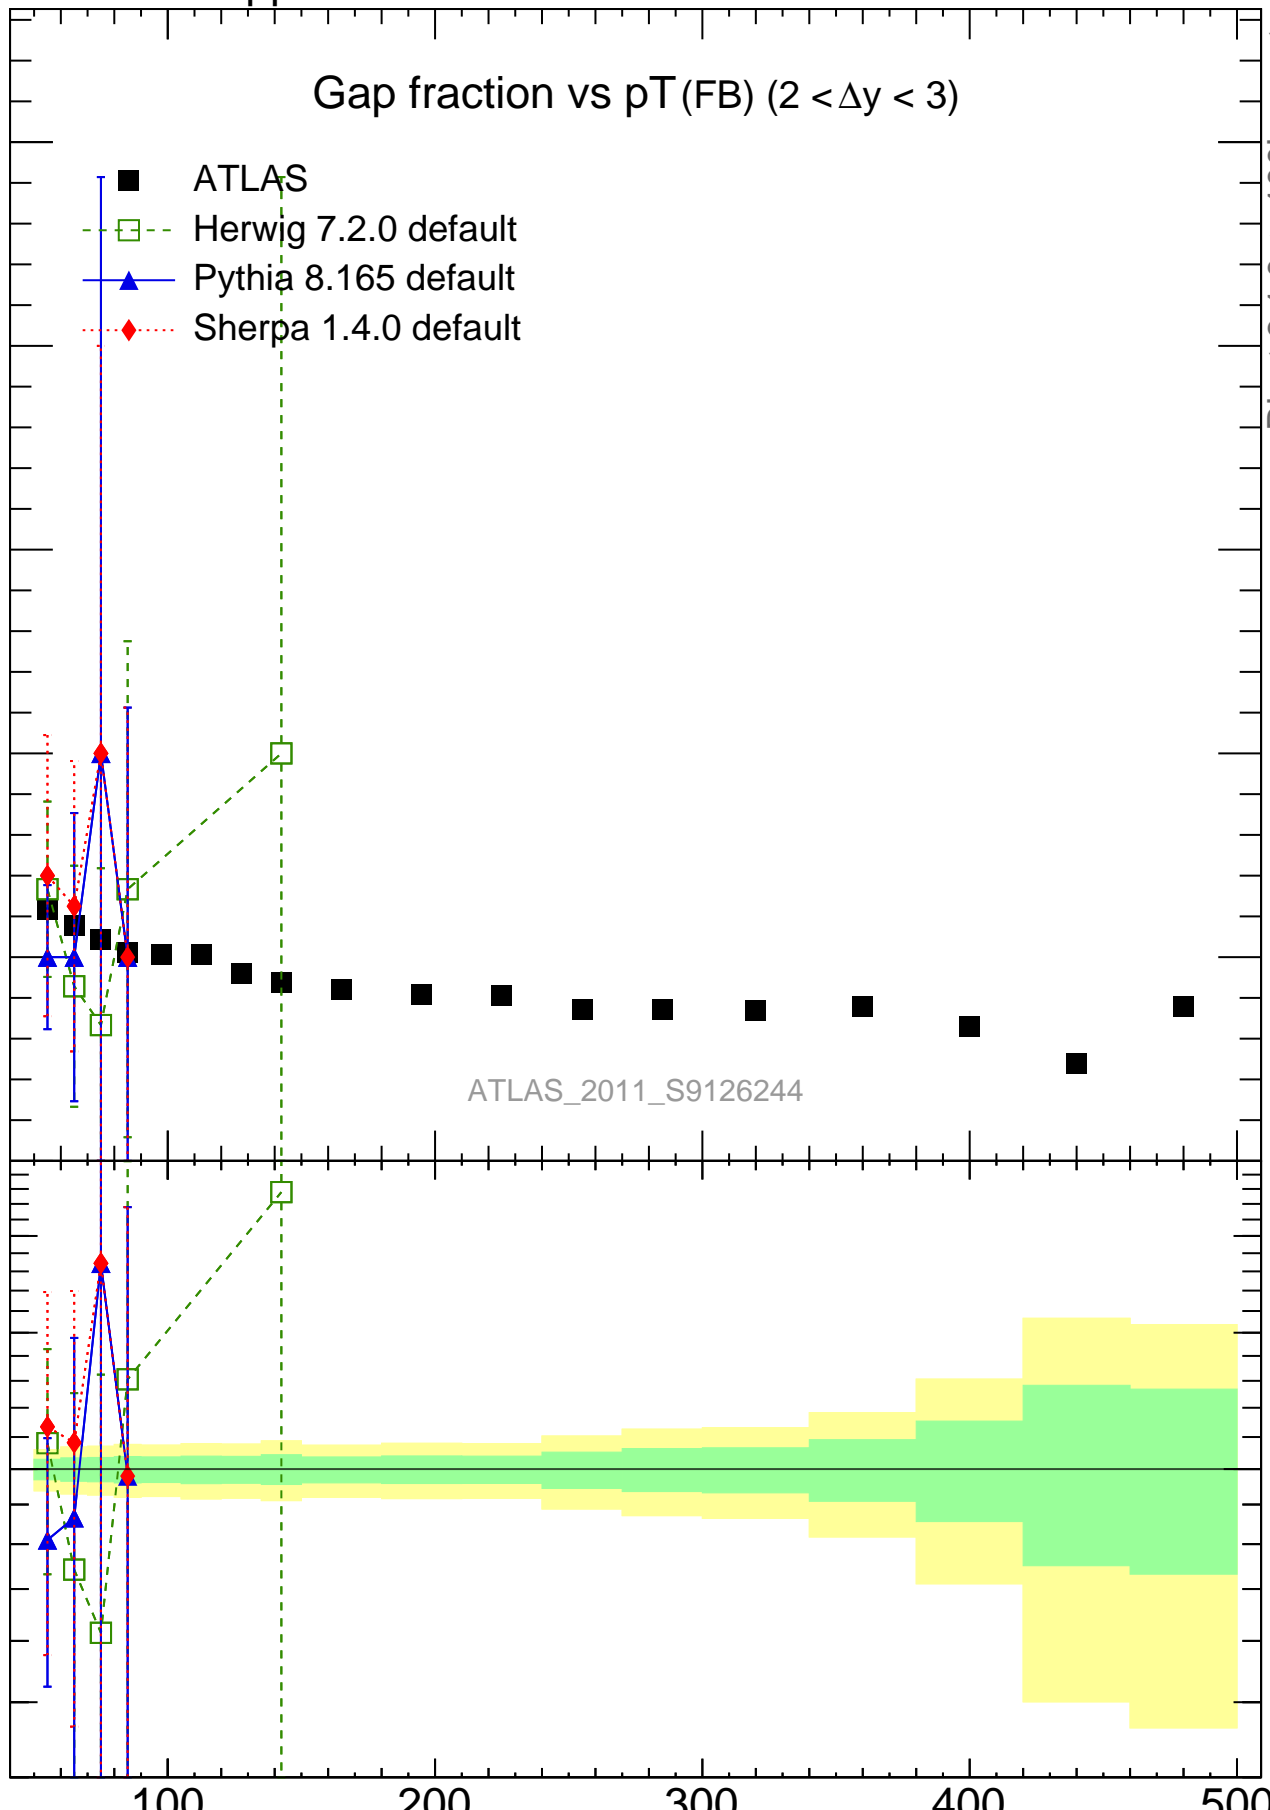 Gap fraction vs pT (FB) (2 < Δy < 3)
ATLAS
Herwig 7.2.0 default
Pythia 8.165 default
Sherpa 1.4.0 default
ATLAS_2011_S9126244
100 200 300 400 500